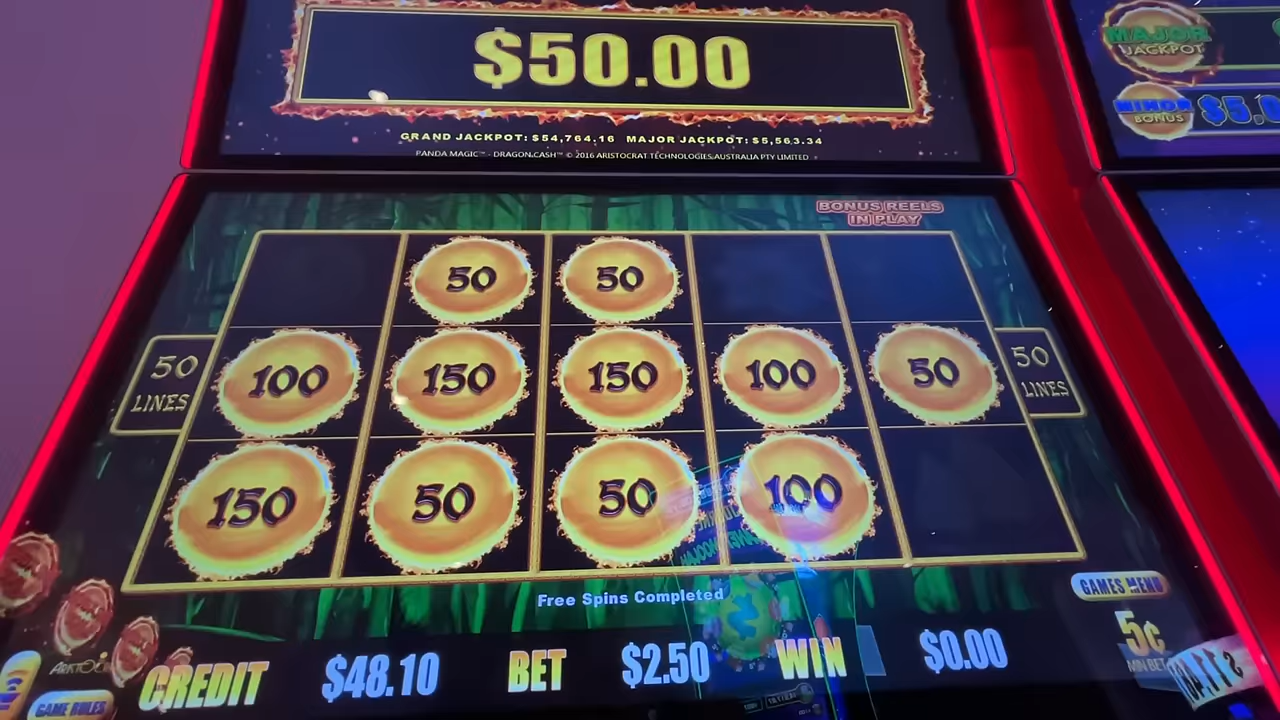 $50.00
GRAND JACKPOT: $54,764.16 MAJOR JACKPOT: $5,563.34
PANDA MAGIC™ - DRAGON CASH™ © 2016 ARISTOCRAT TECHNOLOGIES AUSTRALIA PTY LIMITED
MAJOR
JACKPOT
MINOR
BONUS
BONUS REELS
IN PLAY
50 50
50 LINES
100 150 150 100 50
50 LINES
150 50 50 100
Free Spins Completed
GAMES MENU
CREDIT $48.10 BET $2.50 WIN $0.00
5¢
MIN BET
GAME RULES